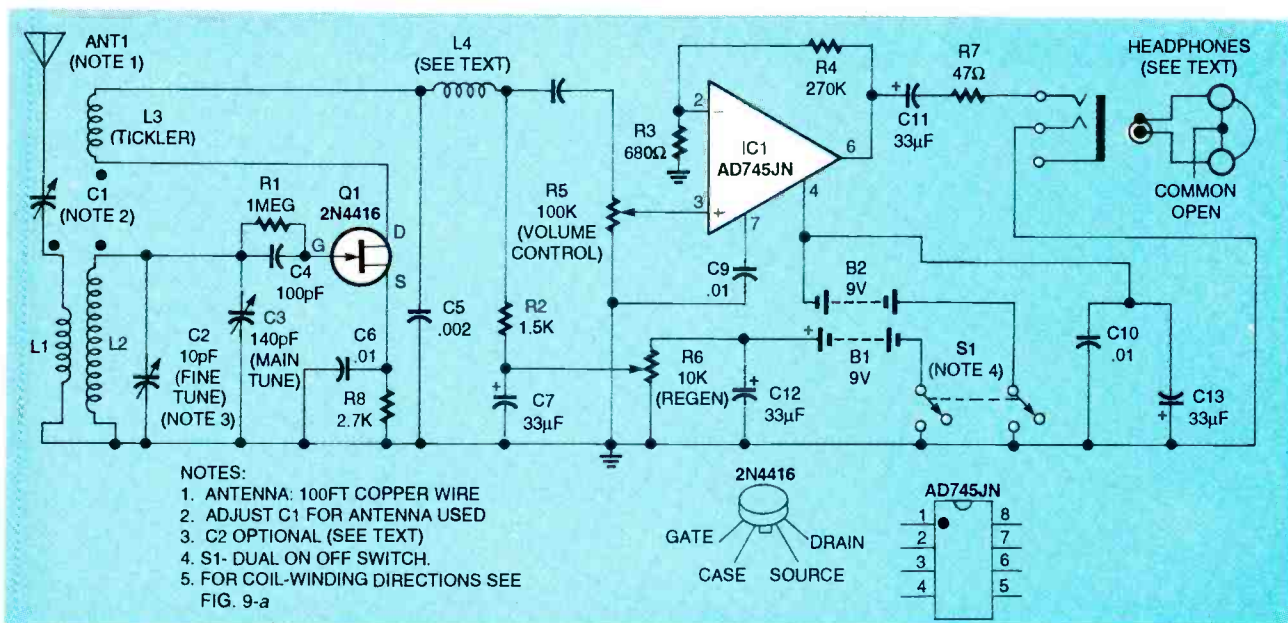 ANT1
(NOTE 1)
L4
(SEE TEXT)
R7
47Ω
HEADPHONES
(SEE TEXT)
R4
270K
C11
33µF
L3
(TICKLER)
2
−
R3
680Ω
IC1
AD745JN
6
4
3
+
7
COMMON
OPEN
C1
(NOTE 2)
R1
1MEG
Q1
2N4416
G
D
S
C4
100pF
R5
100K
(VOLUME
CONTROL)
C9
.01
B2
9V
B1
9V
L1
L2
C2
10pF
(FINE
TUNE)
(NOTE 3)
C3
140pF
(MAIN
TUNE)
C6
.01
R8
2.7K
C5
.002
R2
1.5K
C7
33µF
R6
10K
(REGEN)
C12
33µF
S1
(NOTE 4)
C10
.01
C13
33µF
NOTES:
1. ANTENNA: 100FT COPPER WIRE
2. ADJUST C1 FOR ANTENNA USED
3. C2 OPTIONAL (SEE TEXT)
4. S1- DUAL ON OFF SWITCH.
5. FOR COIL-WINDING DIRECTIONS SEE
FIG. 9-a
2N4416
GATE
DRAIN
CASE
SOURCE
AD745JN
1
8
2
7
3
6
4
5